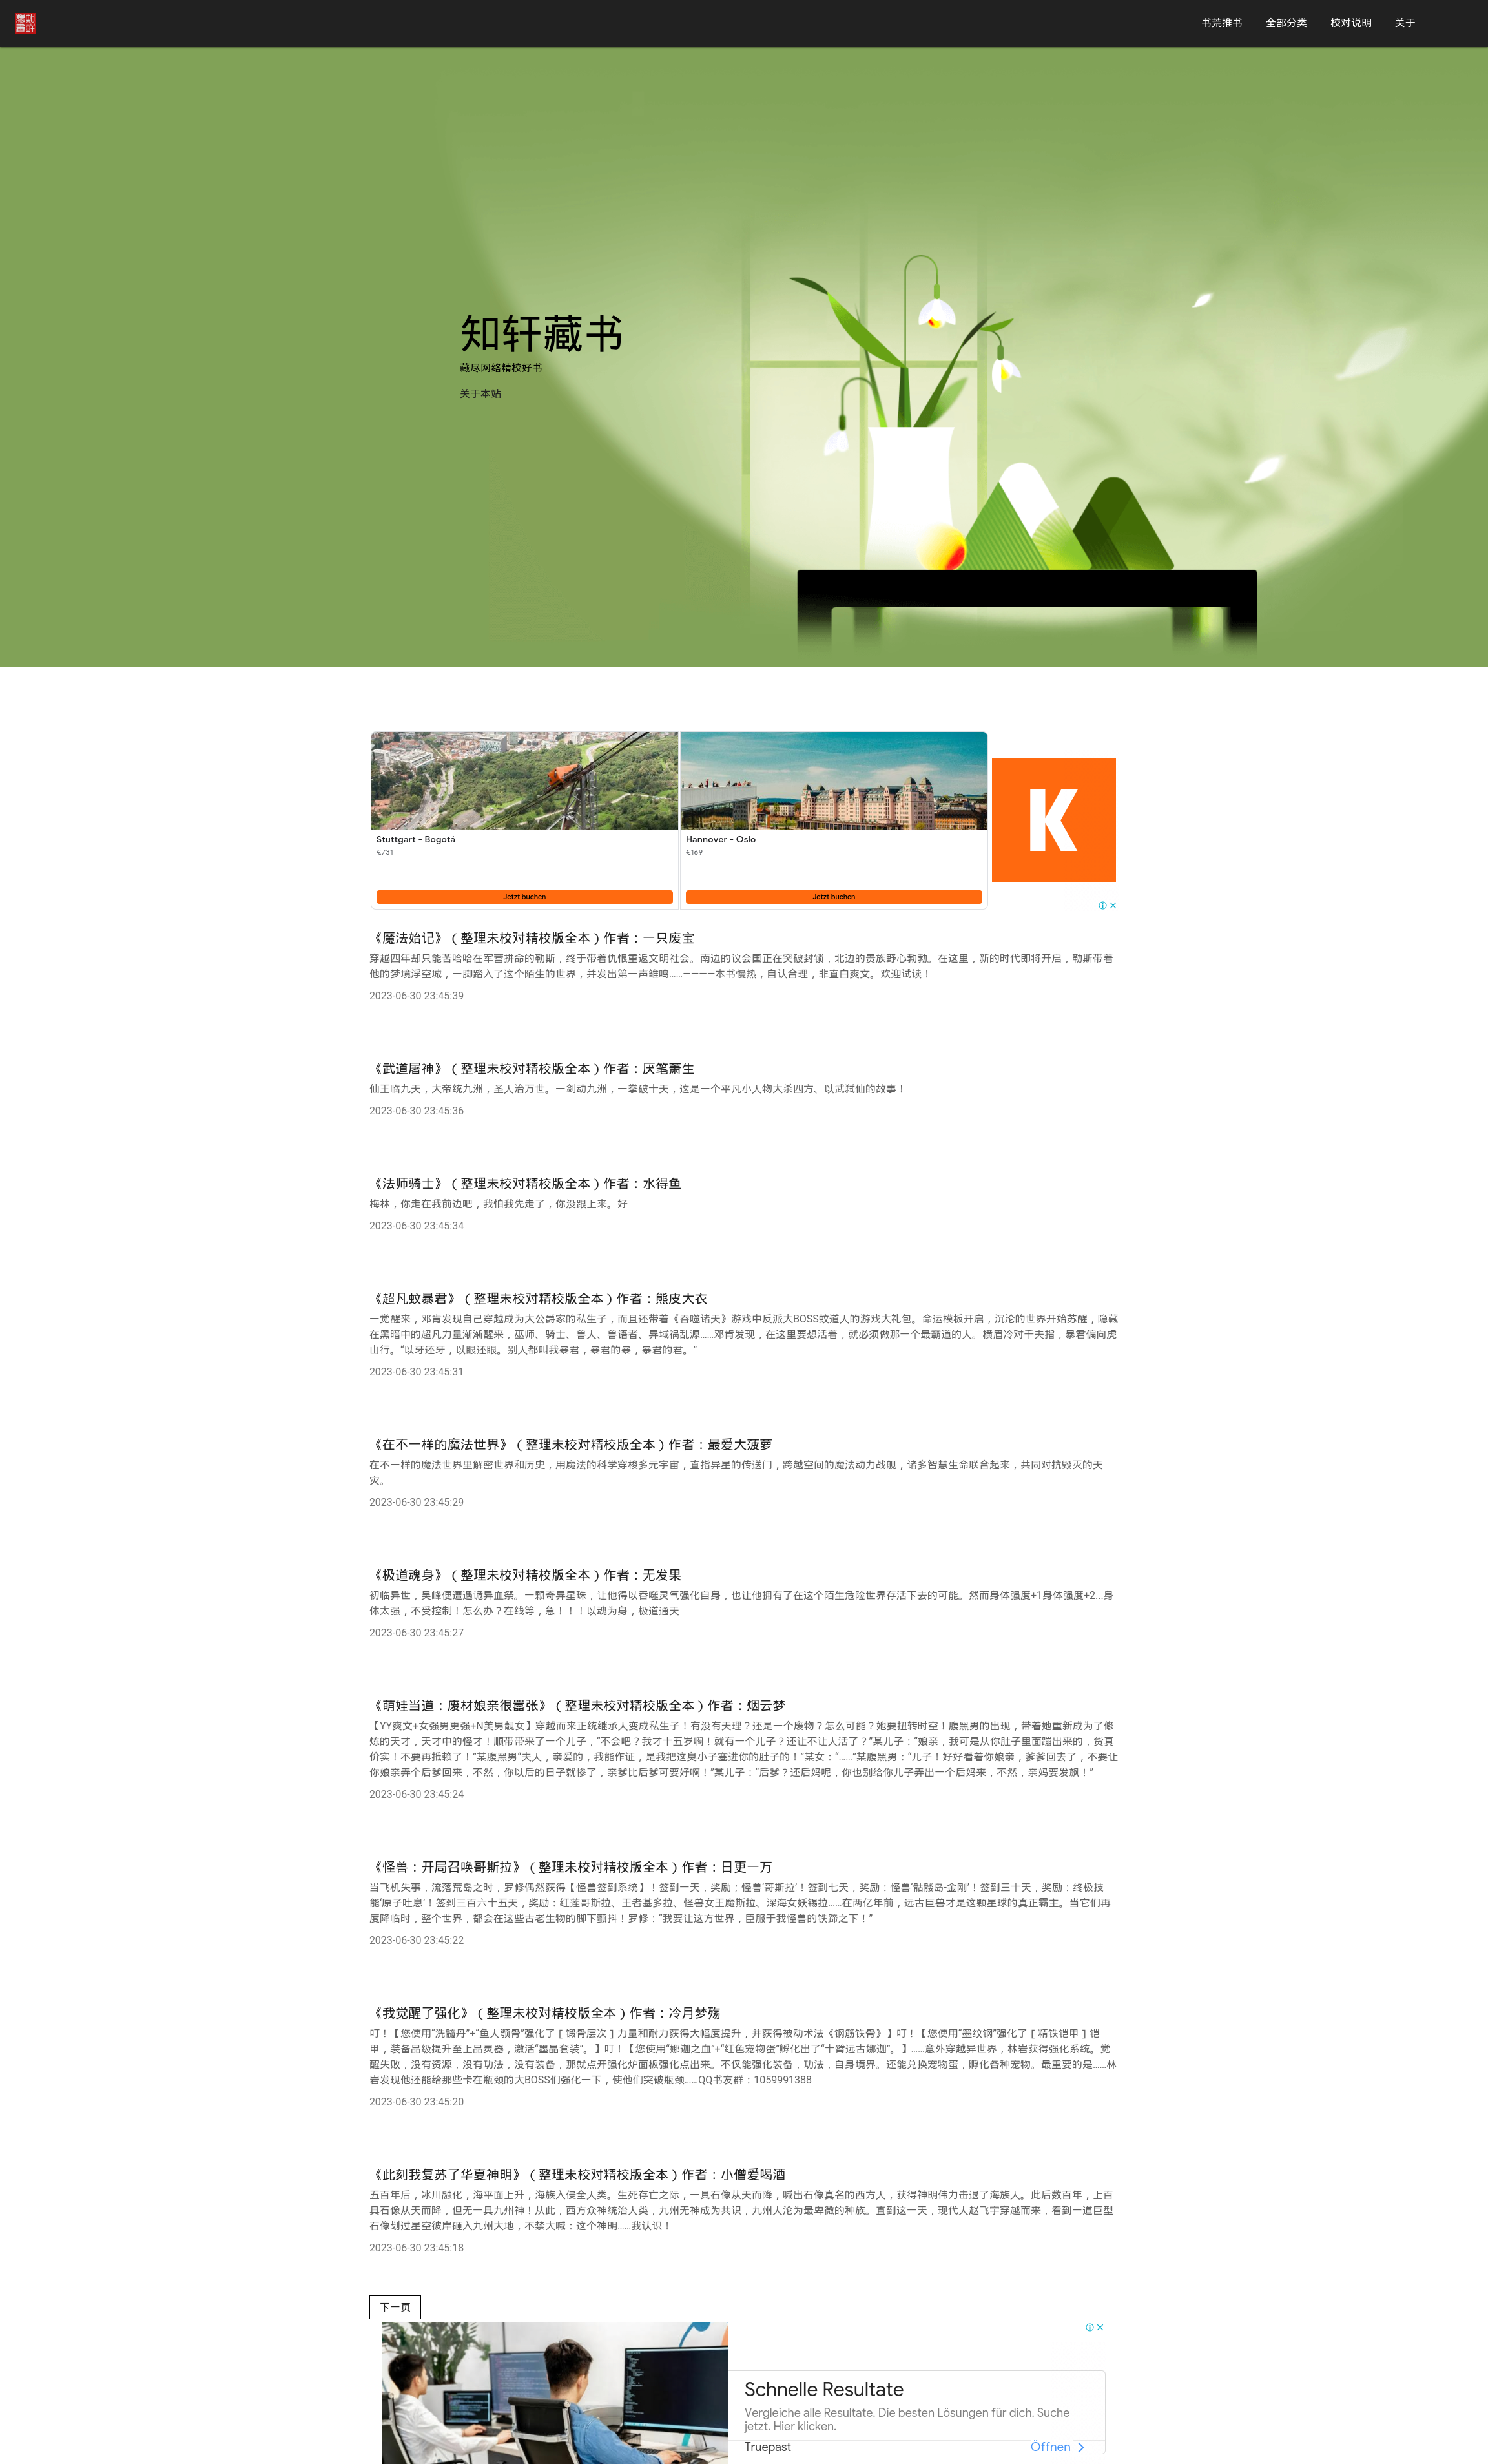 书荒推书 全部分类 校对说明 关于
知轩藏书
藏尽网络精校好书
关于本站
Stuttgart - Bogotá
€731
Jetzt buchen
Hannover - Oslo
€169
Jetzt buchen
K
《魔法始记》（整理未校对精校版全本）作者：一只废宝
穿越四年却只能苦哈哈在军营拼命的勒斯，终于带着仇恨重返文明社会。南边的议会国正在突破封锁，北边的贵族野心勃勃。在这里，新的时代即将开启，勒斯带着
他的梦境浮空城，一脚踏入了这个陌生的世界，并发出第一声雏鸣……————本书慢热，自认合理，非直白爽文。欢迎试读！
2023-06-30 23:45:39
《武道屠神》（整理未校对精校版全本）作者：厌笔萧生
仙王临九天，大帝统九洲，圣人治万世。一剑动九洲，一拳破十天，这是一个平凡小人物大杀四方、以武弑仙的故事！
2023-06-30 23:45:36
《法师骑士》（整理未校对精校版全本）作者：水得鱼
梅林，你走在我前边吧，我怕我先走了，你没跟上来。好
2023-06-30 23:45:34
《超凡蚊暴君》（整理未校对精校版全本）作者：熊皮大衣
一觉醒来，邓肯发现自己穿越成为大公爵家的私生子，而且还带着《吞噬诸天》游戏中反派大BOSS蚊道人的游戏大礼包。命运模板开启，沉沦的世界开始苏醒，隐藏
在黑暗中的超凡力量渐渐醒来，巫师、骑士、兽人、兽语者、异域祸乱源……邓肯发现，在这里要想活着，就必须做那一个最霸道的人。横眉冷对千夫指，暴君偏向虎
山行。“以牙还牙，以眼还眼。别人都叫我暴君，暴君的暴，暴君的君。”
2023-06-30 23:45:31
《在不一样的魔法世界》（整理未校对精校版全本）作者：最爱大菠萝
在不一样的魔法世界里解密世界和历史，用魔法的科学穿梭多元宇宙，直指异星的传送门，跨越空间的魔法动力战舰，诸多智慧生命联合起来，共同对抗毁灭的天
灾。
2023-06-30 23:45:29
《极道魂身》（整理未校对精校版全本）作者：无发果
初临异世，吴峰便遭遇诡异血祭。一颗奇异星珠，让他得以吞噬灵气强化自身，也让他拥有了在这个陌生危险世界存活下去的可能。然而身体强度+1身体强度+2…身
体太强，不受控制！怎么办？在线等，急！！！以魂为身，极道通天
2023-06-30 23:45:27
《萌娃当道：废材娘亲很嚣张》（整理未校对精校版全本）作者：烟云梦
【YY爽文+女强男更强+N美男靓女】穿越而来正统继承人变成私生子！有没有天理？还是一个废物？怎么可能？她要扭转时空！腹黑男的出现，带着她重新成为了修
炼的天才，天才中的怪才！顺带带来了一个儿子，“不会吧？我才十五岁啊！就有一个儿子？还让不让人活了？”某儿子：“娘亲，我可是从你肚子里面蹦出来的，货真
价实！不要再抵赖了！”某腹黑男“夫人，亲爱的，我能作证，是我把这臭小子塞进你的肚子的！”某女：“……”某腹黑男：“儿子！好好看着你娘亲，爹爹回去了，不要让
你娘亲弄个后爹回来，不然，你以后的日子就惨了，亲爹比后爹可要好啊！”某儿子：“后爹？还后妈呢，你也别给你儿子弄出一个后妈来，不然，亲妈要发飙！”
2023-06-30 23:45:24
《怪兽：开局召唤哥斯拉》（整理未校对精校版全本）作者：日更一万
当飞机失事，流落荒岛之时，罗修偶然获得【怪兽签到系统】！签到一天，奖励；怪兽‘哥斯拉’！签到七天，奖励：怪兽‘骷髅岛-金刚’！签到三十天，奖励：终极技
能‘原子吐息’！签到三百六十五天，奖励：红莲哥斯拉、王者基多拉、怪兽女王魔斯拉、深海女妖锡拉……在两亿年前，远古巨兽才是这颗星球的真正霸主。当它们再
度降临时，整个世界，都会在这些古老生物的脚下颤抖！罗修：“我要让这方世界，臣服于我怪兽的铁蹄之下！”
2023-06-30 23:45:22
《我觉醒了强化》（整理未校对精校版全本）作者：冷月梦殇
叮！【您使用“洗髓丹”+“鱼人颚骨”强化了［锻骨层次］力量和耐力获得大幅度提升，并获得被动术法《钢筋铁骨》】叮！【您使用“墨纹钢”强化了［精铁铠甲］铠
甲，装备品级提升至上品灵器，激活“墨晶套装”。】叮！【您使用“娜迦之血”+“红色宠物蛋”孵化出了“十臂远古娜迦”。】……意外穿越异世界，林岩获得强化系统。觉
醒失败，没有资源，没有功法，没有装备，那就点开强化炉面板强化点出来。不仅能强化装备，功法，自身境界。还能兑换宠物蛋，孵化各种宠物。最重要的是……林
岩发现他还能给那些卡在瓶颈的大BOSS们强化一下，使他们突破瓶颈……QQ书友群：1059991388
2023-06-30 23:45:20
《此刻我复苏了华夏神明》（整理未校对精校版全本）作者：小僧爱喝酒
五百年后，冰川融化，海平面上升，海族入侵全人类。生死存亡之际，一具石像从天而降，喊出石像真名的西方人，获得神明伟力击退了海族人。此后数百年，上百
具石像从天而降，但无一具九州神！从此，西方众神统治人类，九州无神成为共识，九州人沦为最卑微的种族。直到这一天，现代人赵飞宇穿越而来，看到一道巨型
石像划过星空彼岸砸入九州大地，不禁大喊：这个神明……我认识！
2023-06-30 23:45:18
下一页
Schnelle Resultate
Vergleiche alle Resultate. Die besten Lösungen für dich. Suche
jetzt. Hier klicken.
Truepast Öffnen